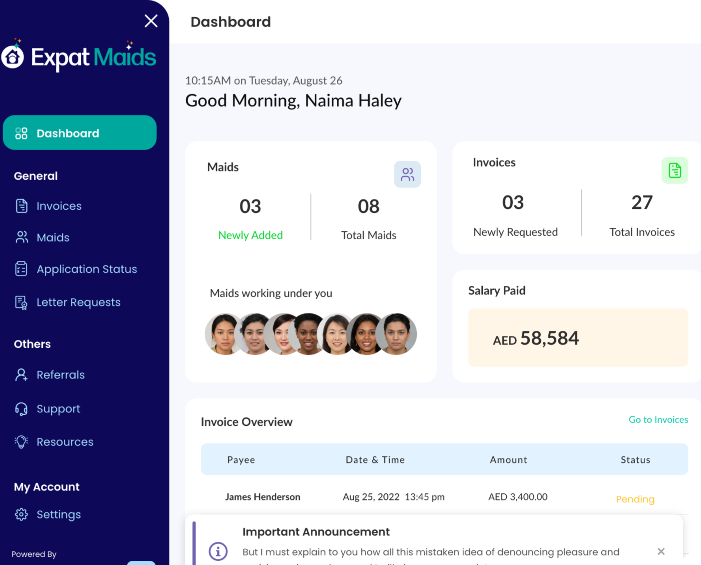 Expat Maids
Dashboard
General
Invoices
Maids
Application Status
Letter Requests
Others
Referrals
Support
Resources
My Account
Settings
Powered By
Dashboard
10:15AM on Tuesday, August 26
Good Morning, Naima Haley
Maids
03
08
Newly Added
Total Maids
Maids working under you
Invoices
03
27
Newly Requested
Total Invoices
Salary Paid
AED 58,584
Invoice Overview
Go to Invoices
Payee Date & Time Amount Status
James Henderson Aug 25, 2022 13:45 pm AED 3,400.00 Pending
Important Announcement
But I must explain to you how all this mistaken idea of denouncing pleasure and